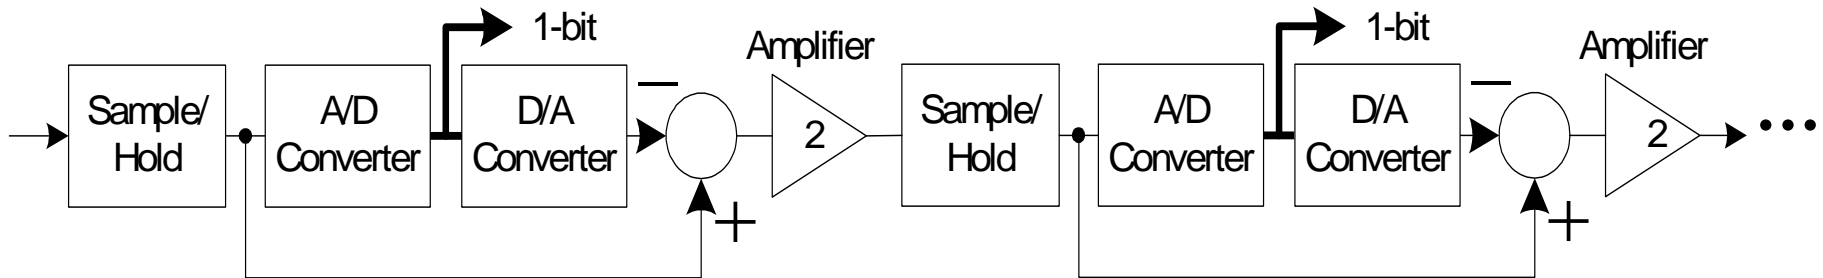 1-bit
Amplifier
Sample/
Hold
A/D
Converter
D/A
Converter
−
2
+
Sample/
Hold
A/D
Converter
1-bit
D/A
Converter
−
Amplifier
2
+
•••